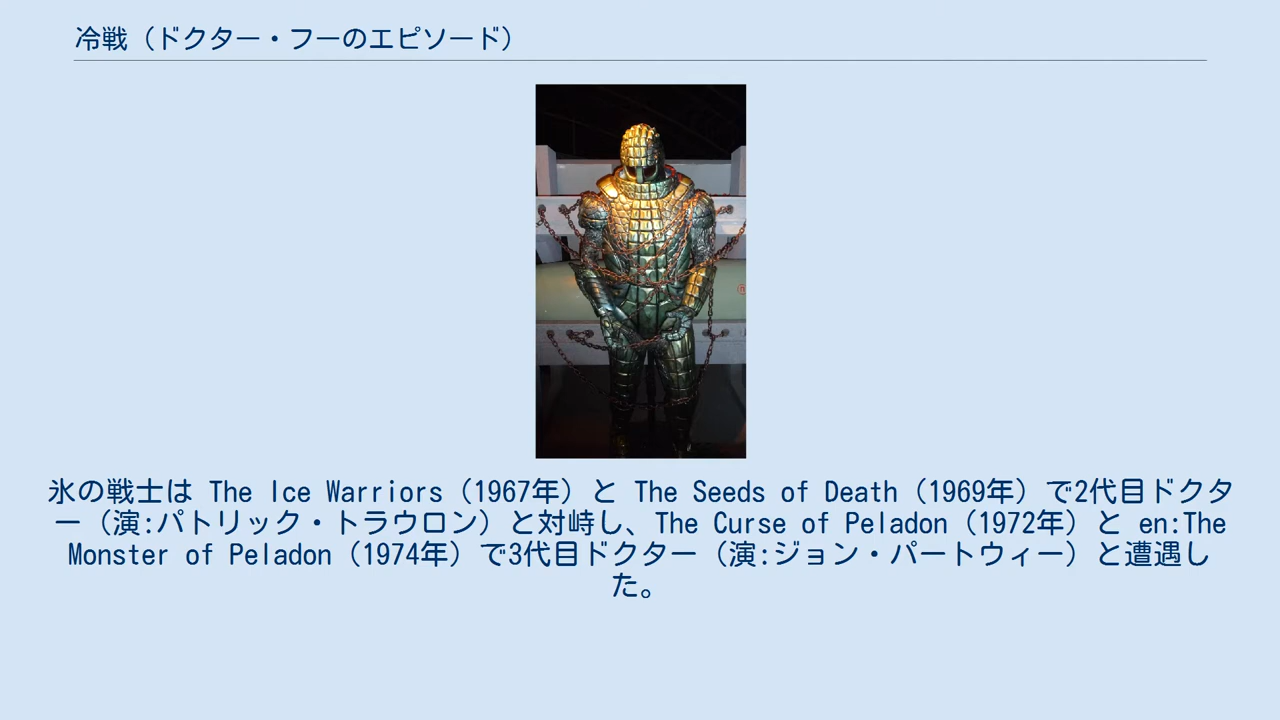 冷戦（ドクター・フーのエピソード）
氷の戦士は The Ice Warriors（1967年）と The Seeds of Death（1969年）で2代目ドクタ
ー（演:パトリック・トラウロン）と対峙し、The Curse of Peladon（1972年）と en:The
Monster of Peladon（1974年）で3代目ドクター（演:ジョン・パートウィー）と遭遇し
た。